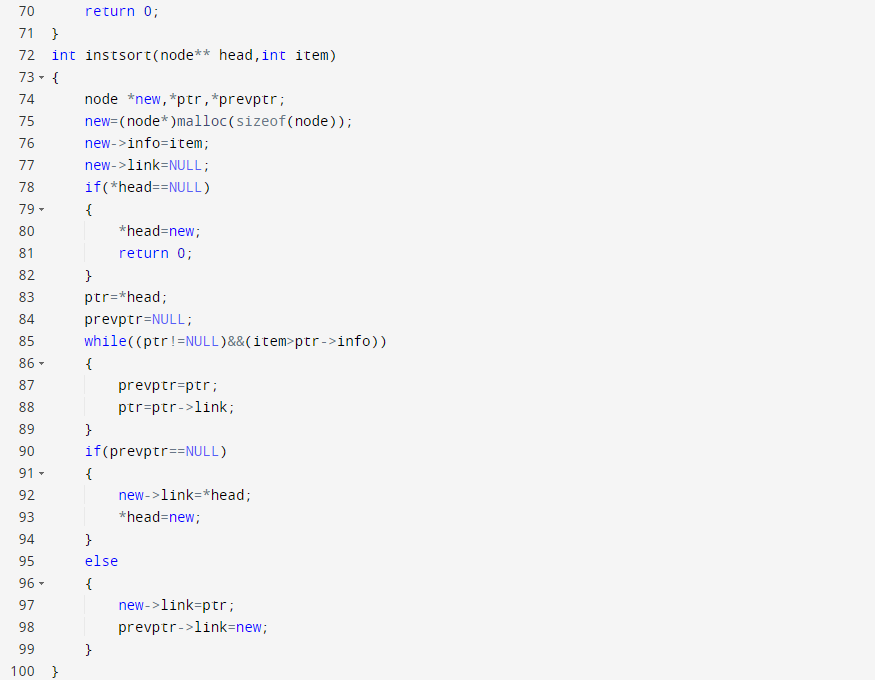 70 return 0;
71 }
72 int instsort(node** head,int item)
73 {
74 node *new,*ptr,*prevptr;
75 new=(node*)malloc(sizeof(node));
76 new->info=item;
77 new->link=NULL;
78 if(*head==NULL)
79 {
80 *head=new;
81 return 0;
82 }
83 ptr=*head;
84 prevptr=NULL;
85 while((ptr!=NULL)&&(item>ptr->info))
86 {
87 prevptr=ptr;
88 ptr=ptr->link;
89 }
90 if(prevptr==NULL)
91 {
92 new->link=*head;
93 *head=new;
94 }
95 else
96 {
97 new->link=ptr;
98 prevptr->link=new;
99 }
100 }